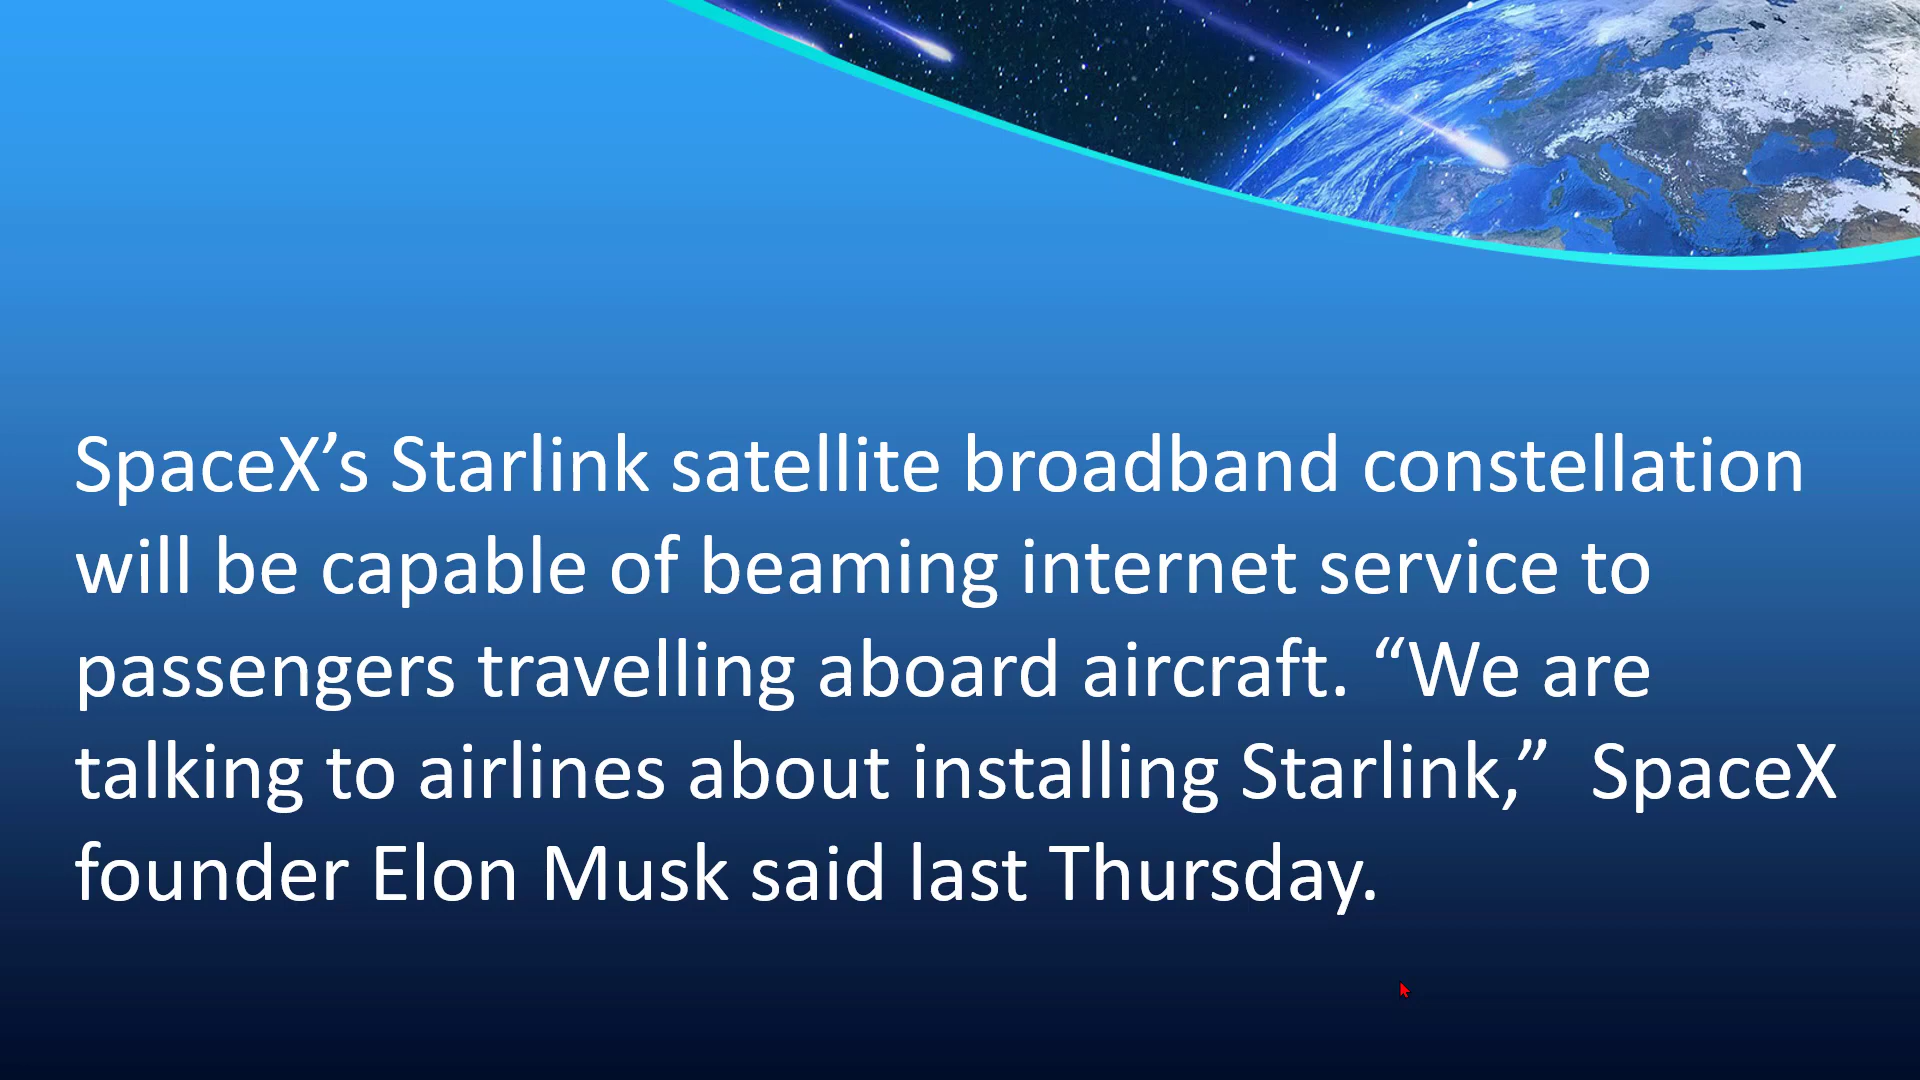 SpaceX’s Starlink satellite broadband constellation
will be capable of beaming internet service to
passengers travelling aboard aircraft. “We are
talking to airlines about installing Starlink,”  SpaceX
founder Elon Musk said last Thursday.